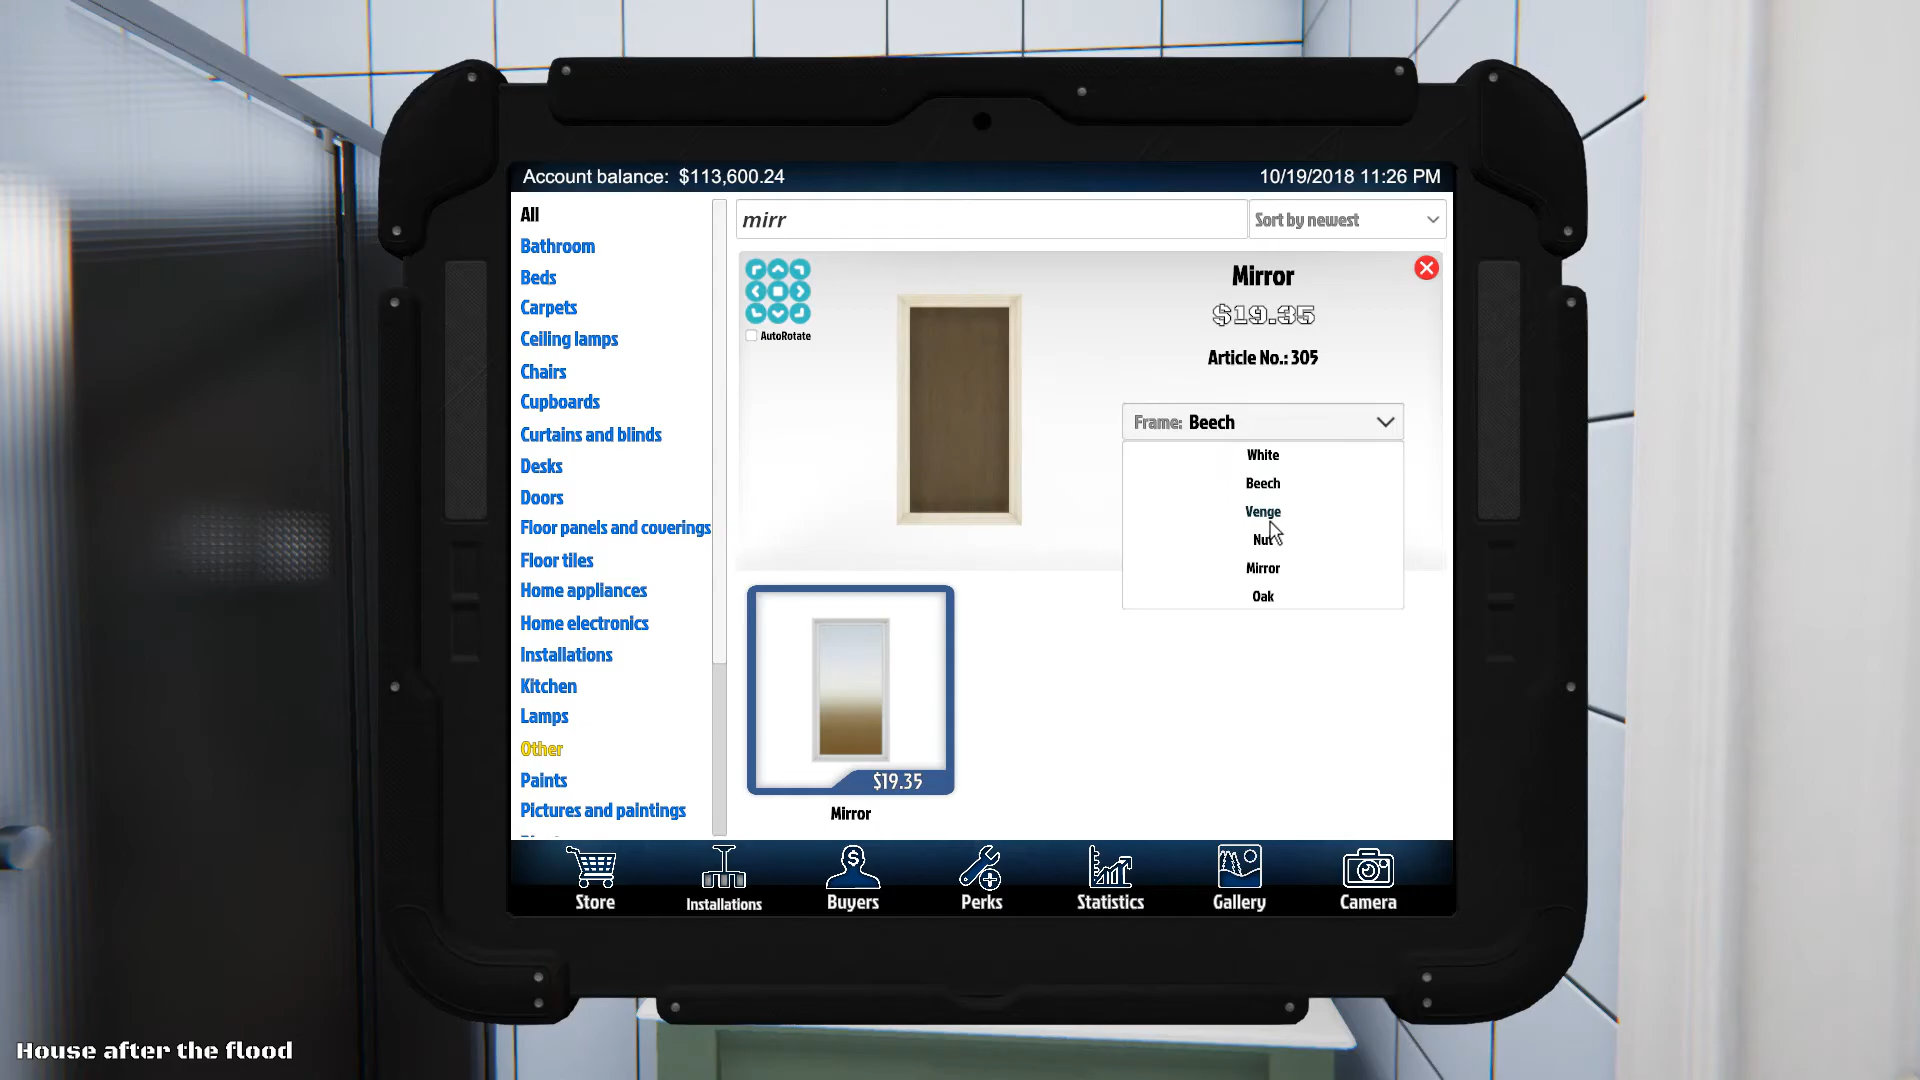 Account balance: $113,600.24
10/19/2018 11:26 PM
All
Bathroom
Beds
Carpets
Ceiling lamps
Chairs
Cupboards
Curtains and blinds
Desks
Doors
Floor panels and coverings
Floor tiles
Home appliances
Home electronics
Installations
Kitchen
Lamps
Other
Paints
Pictures and paintings
mirr
Sort by newest
AutoRotate
Mirror
$19.35
Article No.: 305
Frame: Beech
White
Beech
Venge
Nut
Mirror
Oak
$19.35
Mirror
Store
Installations
Buyers
Perks
Statistics
Gallery
Camera
House after the flood